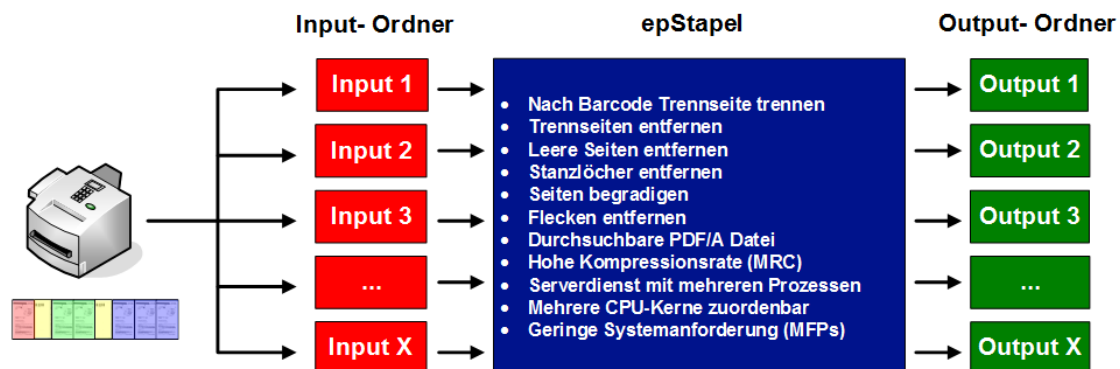 Input- Ordner
epStapel
Output- Ordner
Input 1
Input 2
Input 3
...
Input X
• Nach Barcode Trennseite trennen
• Trennseiten entfernen
• Leere Seiten entfernen
• Stanzlöcher entfernen
• Seiten begradigen
• Flecken entfernen
• Durchsuchbare PDF/A Datei
• Hohe Kompressionsrate (MRC)
• Serverdienst mit mehreren Prozessen
• Mehrere CPU-Kerne zuordenbar
• Geringe Systemanforderung (MFPs)
Output 1
Output 2
Output 3
...
Output X